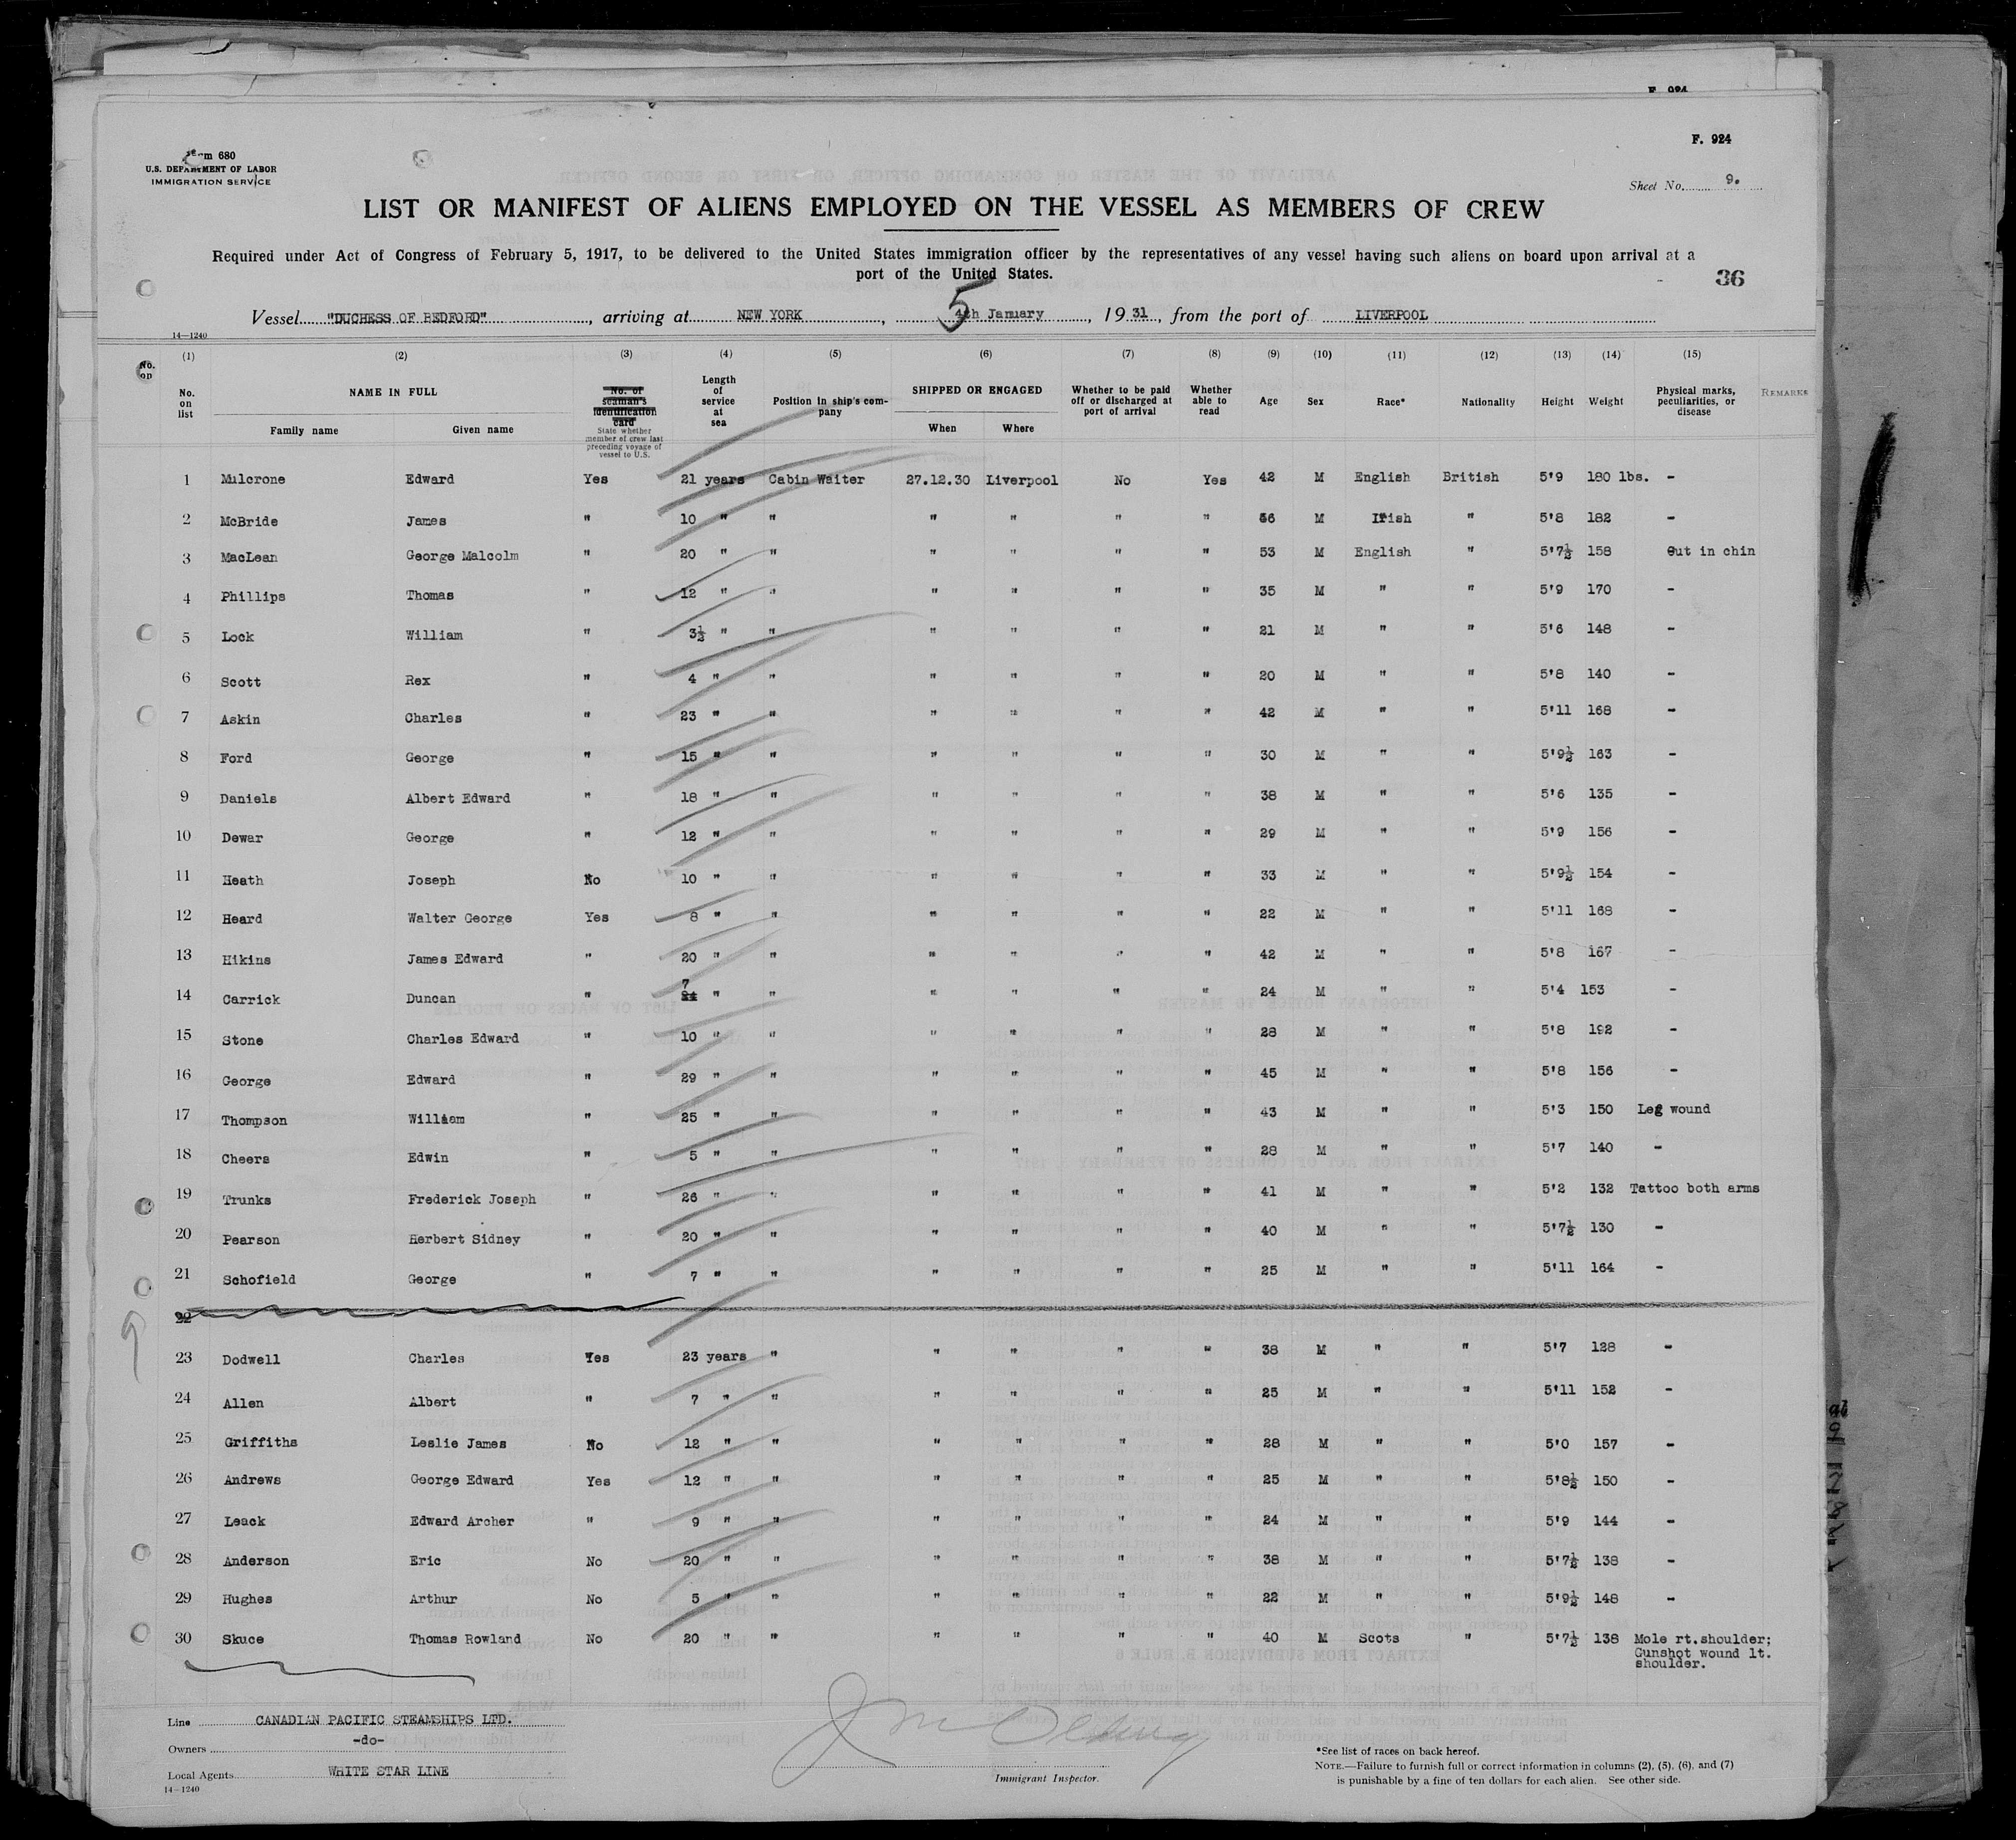 F. 924
Form 680
U.S. DEPARTMENT OF LABOR
IMMIGRATION SERVICE
Sheet No. 9.
LIST OR MANIFEST OF ALIENS EMPLOYED ON THE VESSEL AS MEMBERS OF CREW
Required under Act of Congress of February 5, 1917, to be delivered to the United States immigration officer by the representatives of any vessel having such aliens on board upon arrival at a
port of the United States.
36
Vessel "DUCHESS OF BEDFORD", arriving at NEW YORK, 5 4th January, 1931, from the port of LIVERPOOL
14—1240
(1) (2) (3) (4) (5) (6) (7) (8) (9) (10) (11) (12) (13) (14) (15)
No. on list NAME IN FULL Family name Given name No. of seaman's identification card State whether member of crew last preceding voyage of vessel to U.S. Length of service at sea Position in ship's company SHIPPED OR ENGAGED When Where Whether to be paid off or discharged at port of arrival Whether able to read Age Sex Race* Nationality Height Weight Physical marks, peculiarities, or disease REMARKS
1 Milcrone Edward Yes 21 years Cabin Waiter 27.12.30 Liverpool No Yes 42 M English British 5'9 180 lbs. -
2 McBride James " 10 " " " " " " 56 M Irish " 5'8 182 -
3 MacLean George Malcolm " 20 " " " " " " 53 M English " 5'7½ 158 Cut in chin
4 Phillips Thomas " 12 " " " " " " 35 M " " 5'9 170 -
5 Lock William " 3½ " " " " " " 21 M " " 5'6 148 -
6 Scott Rex " 4 " " " " " " 20 M " " 5'8 140 -
7 Askin Charles " 23 " " " " " " 42 M " " 5'11 168 -
8 Ford George " 15 " " " " " " 30 M " " 5'9½ 163 -
9 Daniels Albert Edward " 18 " " " " " " 38 M " " 5'6 135 -
10 Dewar George " 12 " " " " " " 29 M " " 5'9 156 -
11 Heath Joseph No 10 " " " " " " 33 M " " 5'9½ 154 -
12 Heard Walter George Yes 8 " " " " " " 22 M " " 5'11 168 -
13 Hikins James Edward " 20 " " " " " " 42 M " " 5'8 167 -
14 Carrick Duncan " 7 " " " " " " 24 M " " 5'4 153 -
15 Stone Charles Edward " 10 " " " " " " 28 M " " 5'8 192 -
16 George Edward " 29 " " " " " " 45 M " " 5'8 156 -
17 Thompson William " 25 " " " " " " 43 M " " 5'3 150 Leg wound
18 Cheers Edwin " 5 " " " " " " 28 M " " 5'7 140 -
19 Trunks Frederick Joseph " 26 " " " " " " 41 M " " 5'2 132 Tattoo both arms
20 Pearson Herbert Sidney " 20 " " " " " " 40 M " " 5'7½ 130 -
21 Schofield George " 7 " " " " " " 25 M " " 5'11 164 -
22
23 Dodwell Charles Yes 23 years " " " " " 38 M " " 5'7 128 -
24 Allen Albert " 7 " " " " " " 25 M " " 5'11 152 -
25 Griffiths Leslie James No 12 " " " " " " 28 M " " 5'0 157 -
26 Andrews George Edward Yes 12 " " " " " " 25 M " " 5'8½ 150 -
27 Leack Edward Archer " 9 " " " " " " 24 M " " 5'9 144 -
28 Anderson Eric No 20 " " " " " " 38 M " " 5'7½ 138 -
29 Hughes Arthur No 5 " " " " " " 22 M " " 5'9½ 148 -
30 Skuce Thomas Rowland No 20 " " " " " " 40 M Scots " 5'7½ 138 Mole rt.shoulder;
Gunshot wound lt.
shoulder.
Line CANADIAN PACIFIC STEAMSHIPS LTD.
Owners -do-
Local Agents WHITE STAR LINE
14—1240
Immigrant Inspector.
*See list of races on back hereof.
NOTE.—Failure to furnish full or correct information in columns (2), (5), (6), and (7)
is punishable by a fine of ten dollars for each alien. See other side.